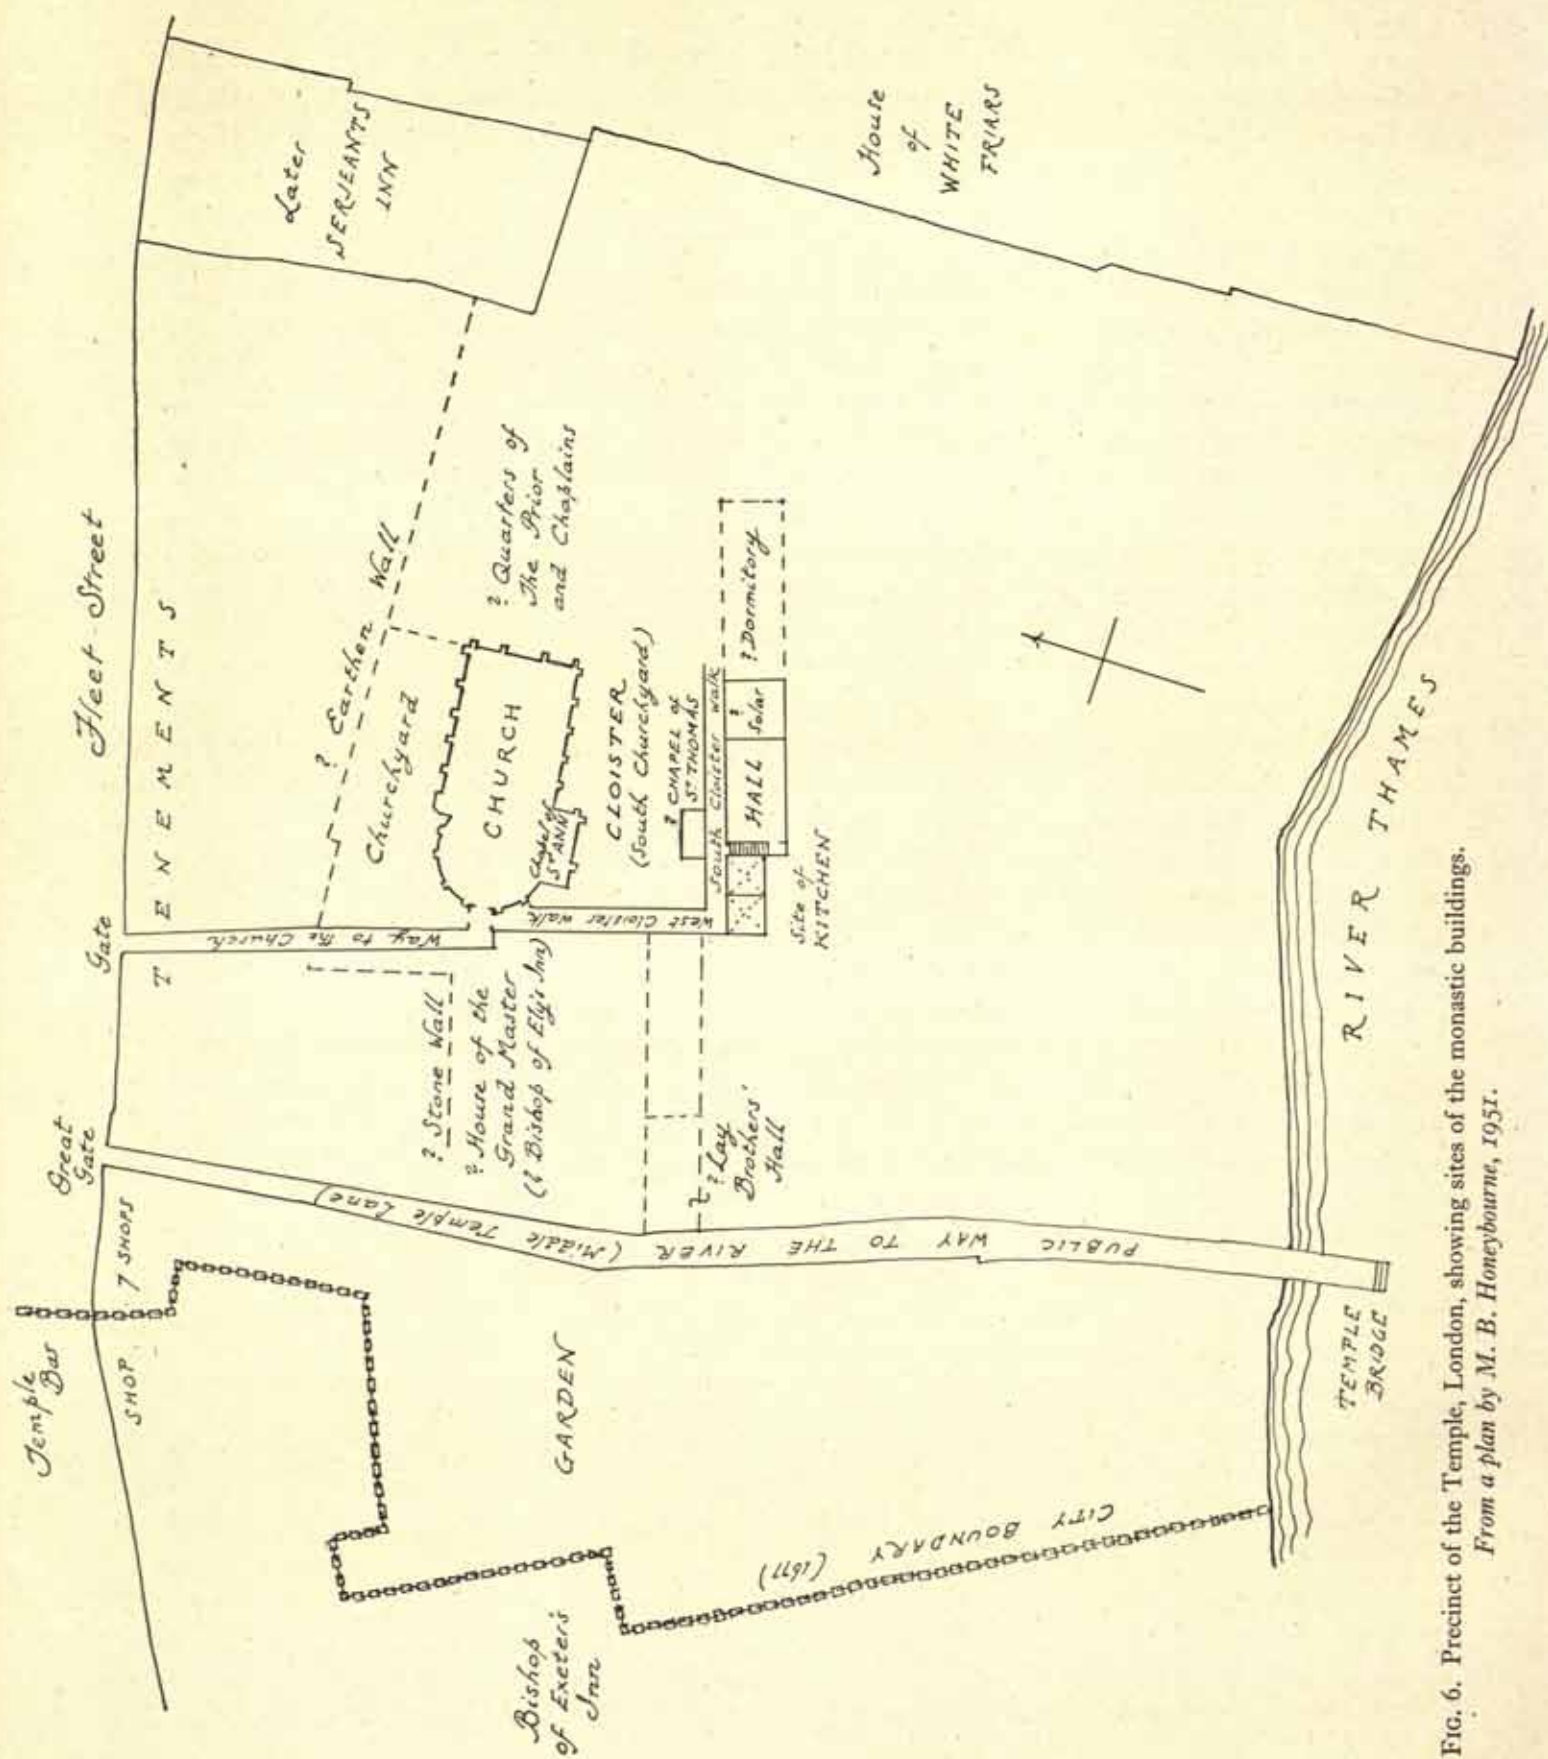 Temple
Bar
Great
Gate
Gate
Fleet Street
SHOP
7 SHOPS
TENEMENTS
Later
SERJEANTS
INN
House
of
WHITE
FRIARS
? Earthen Wall
Churchyard
Way to the Church
? Stone Wall
? House of the
Grand Master
(? Bishop of Ely's Inn)
CHURCH
Chapel of
St ANN
? Quarters of
The Prior
and Chaplains
CLOISTER
(South Churchyard)
? CHAPEL of
St THOMAS
West Cloister Walk
South Cloister Walk
HALL
? Solar
? Dormitory
Site of
KITCHEN
? Lay
Brothers'
Hall
PUBLIC WAY TO THE RIVER (Middle Temple Lane)
GARDEN
Bishop
of Exeter's
Inn
CITY BOUNDARY (1677)
TEMPLE
BRIDGE
RIVER THAMES
FIG. 6. Precinct of the Temple, London, showing sites of the monastic buildings.
From a plan by M. B. Honeybourne, 1951.